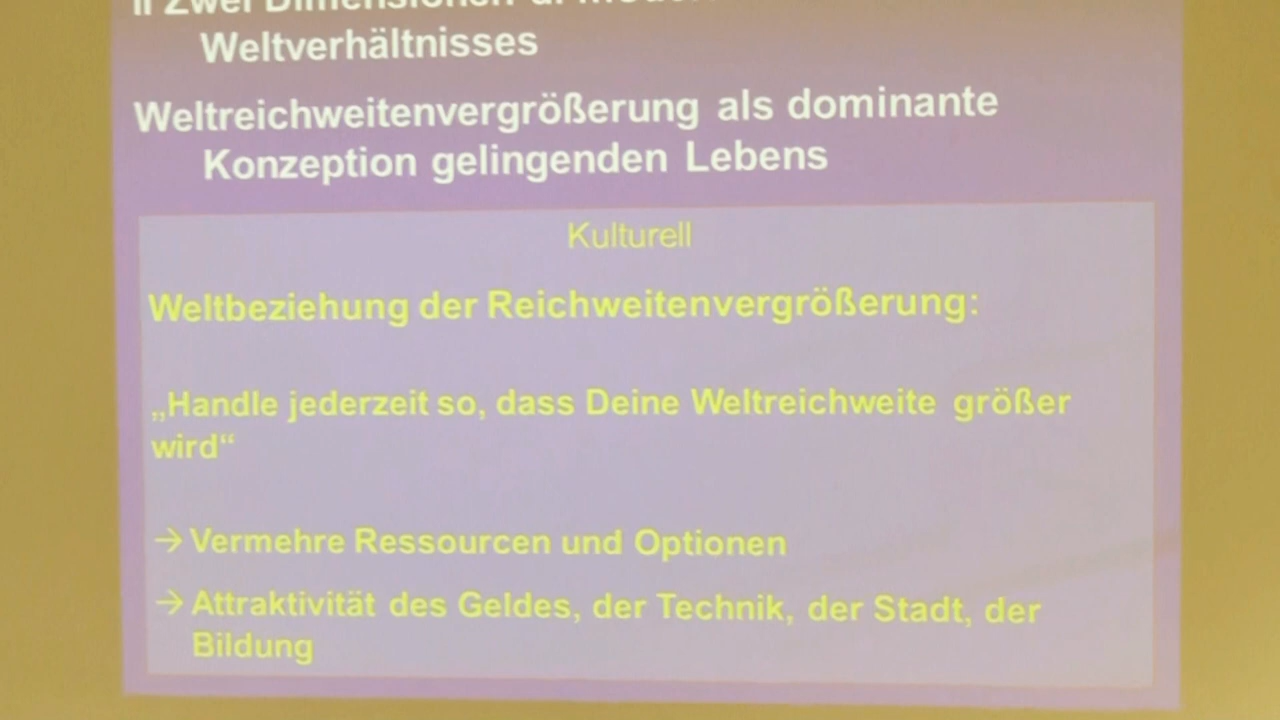 II Zwei Dimensionen d.
Weltverhältnisses
Weltreichweitenvergrößerung als dominante
Konzeption gelingenden Lebens
Kulturell
Weltbeziehung der Reichweitenvergrößerung:
„Handle jederzeit so, dass Deine Weltreichweite größer
wird“
→ Vermehre Ressourcen und Optionen
→ Attraktivität des Geldes, der Technik, der Stadt, der
Bildung